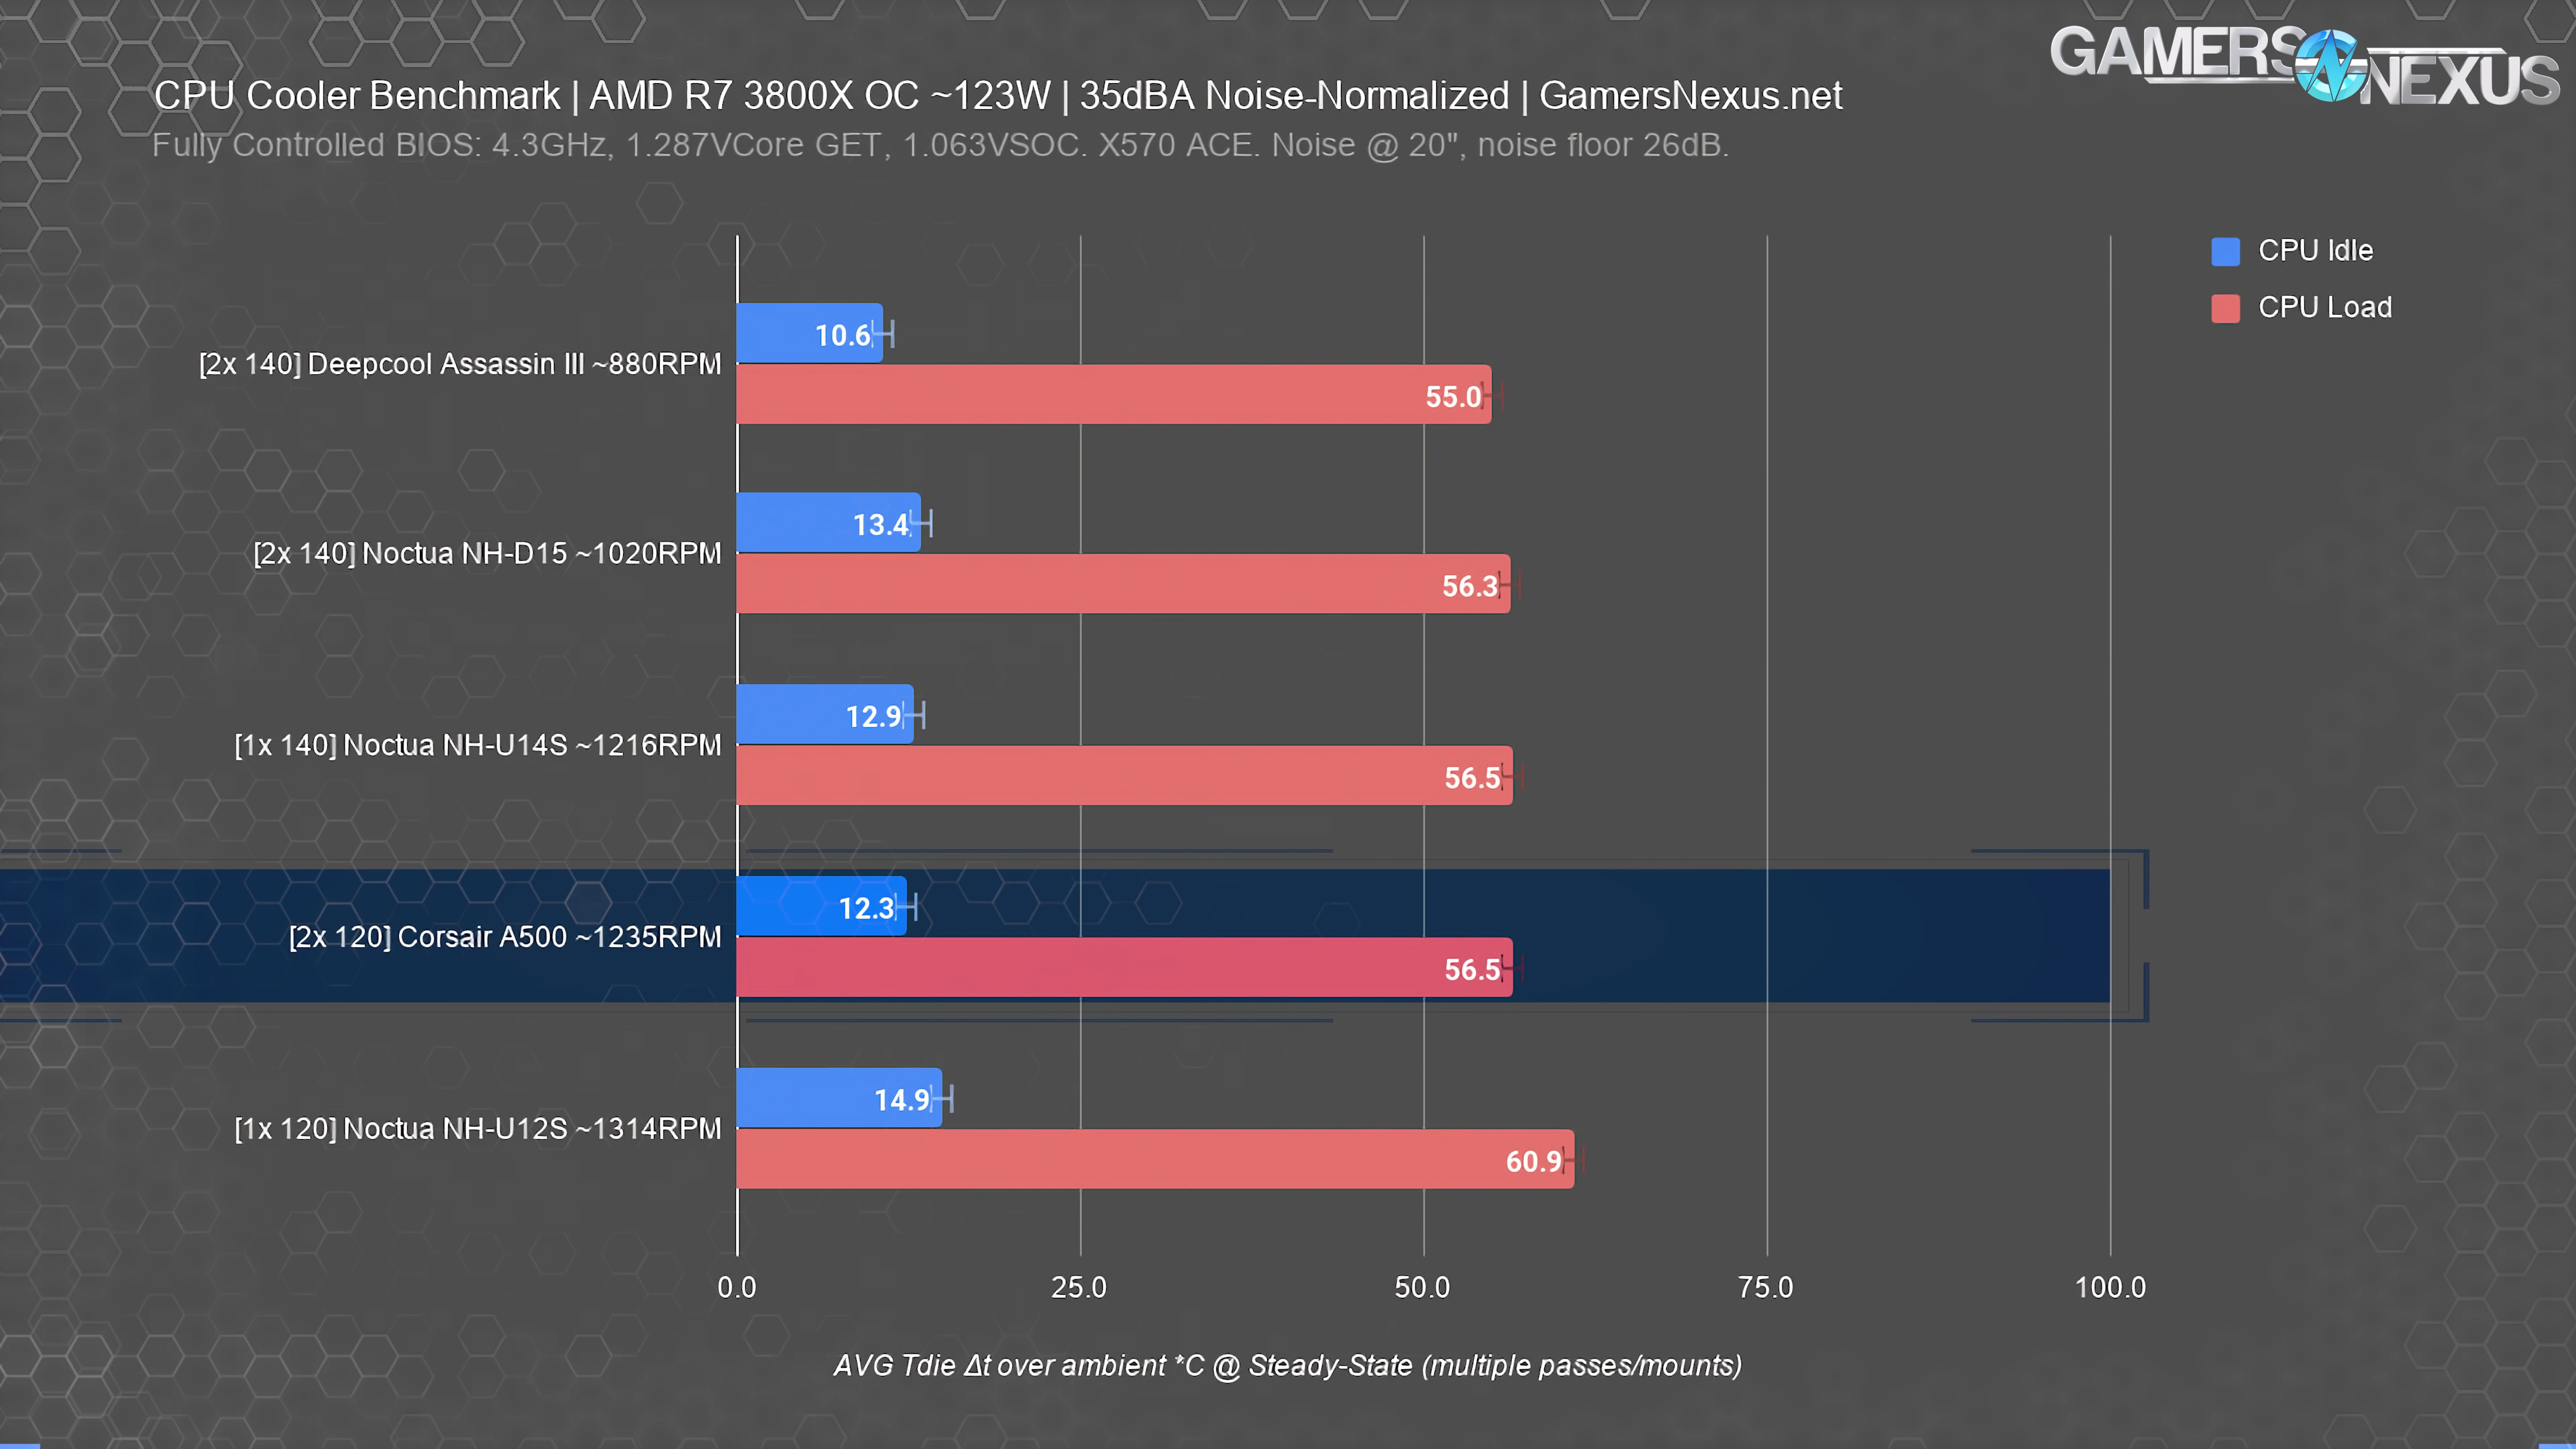 GAMERS NEXUS
CPU Cooler Benchmark | AMD R7 3800X OC ~123W | 35dBA Noise-Normalized | GamersNexus.net
Fully Controlled BIOS: 4.3GHz, 1.287VCore GET, 1.063VSOC. X570 ACE. Noise @ 20", noise floor 26dB.
CPU Idle
CPU Load
[2x 140] Deepcool Assassin III ~880RPM
10.6
55.0
[2x 140] Noctua NH-D15 ~1020RPM
13.4
56.3
[1x 140] Noctua NH-U14S ~1216RPM
12.9
56.5
[2x 120] Corsair A500 ~1235RPM
12.3
56.5
[1x 120] Noctua NH-U12S ~1314RPM
14.9
60.9
0.0 25.0 50.0 75.0 100.0
AVG Tdie Δt over ambient *C @ Steady-State (multiple passes/mounts)